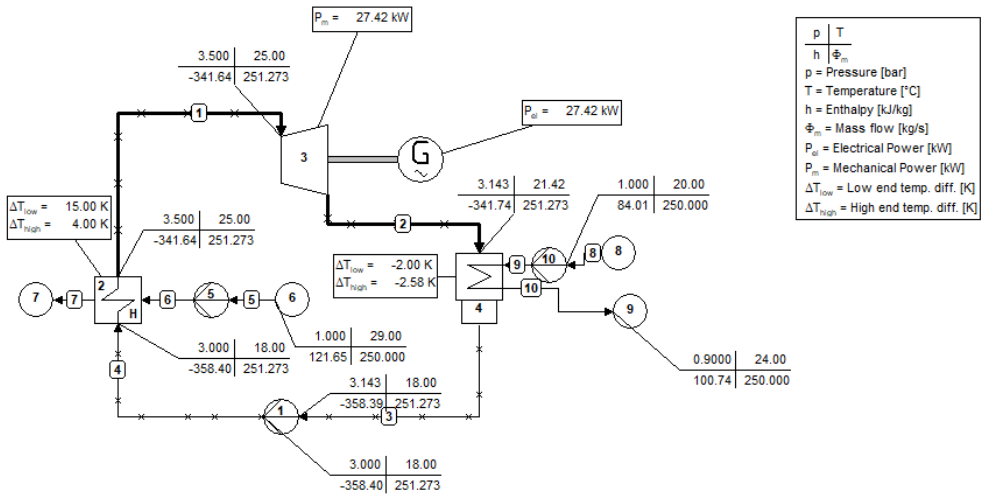 Pm = 27.42 kW
3.500 25.00
-341.64 251.273
1
3
G
Pel = 27.42 kW
p T
h Φm
p = Pressure [bar]
T = Temperature [°C]
h = Enthalpy [kJ/kg]
Φm = Mass flow [kg/s]
Pel = Electrical Power [kW]
Pm = Mechanical Power [kW]
ΔTlow = Low end temp. diff. [K]
ΔThigh = High end temp. diff. [K]
3.143 21.42
-341.74 251.273
1.000 20.00
84.01 250.000
ΔTlow = 15.00 K
ΔThigh = 4.00 K
3.500 25.00
-341.64 251.273
2
ΔTlow = -2.00 K
ΔThigh = -2.58 K
9
10
8
8
10
2
H
7
7
6
5
5
6
4
9
1.000 29.00
121.65 250.000
3.000 18.00
-358.40 251.273
4
0.9000 24.00
100.74 250.000
3.143 18.00
-358.39 251.273
1
3
3.000 18.00
-358.40 251.273